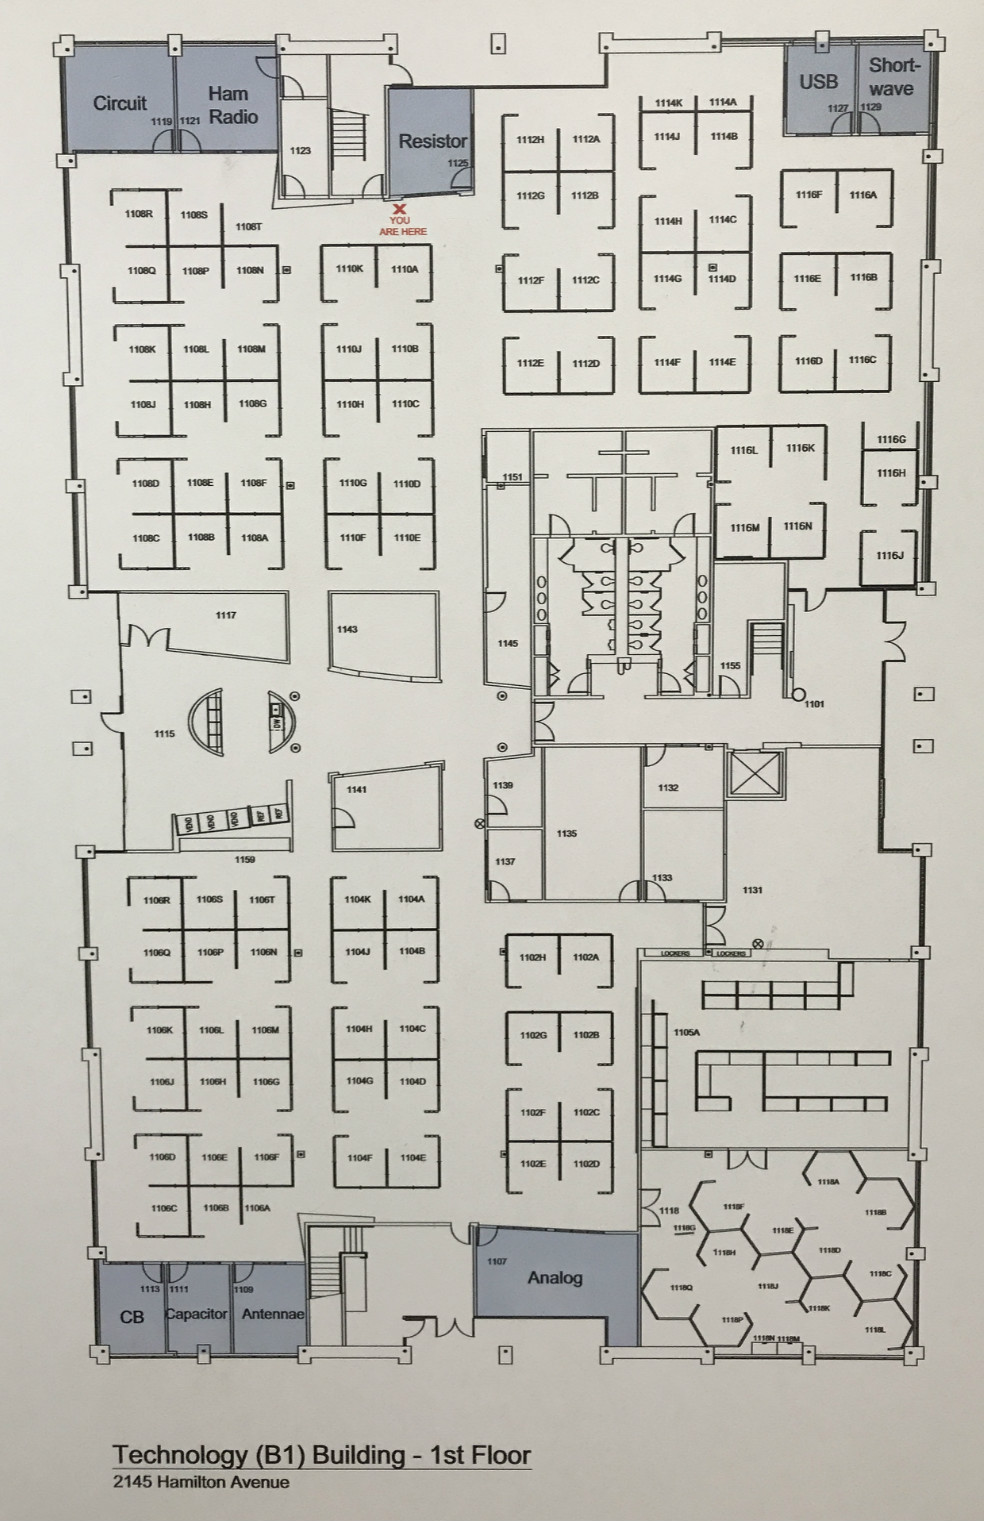 Technology (B1) Building - 1st Floor
2145 Hamilton Avenue
CB
1113
Capacitor
1111
Antennae
1109
Analog
1107
Circuit
1119
Ham
Radio
1121
1123
Resistor
1125
USB
1127
Short-
wave
1129
X
YOU
ARE HERE
1115
1117
1159
VEND
VEND
VEND
REF
REF
DW
1141
1143
1137
1139
1145
1151
1135
1133
1132
1131
1155
1101
1105A
LOCKERS
LOCKERS
1106C
1106D
1106J
1106K
1106Q
1106R
1106B
1106E
1106H
1106L
1106P
1106S
1106A
1106F
1106G
1106M
1106N
1106T
1108C
1108D
1108J
1108K
1108Q
1108R
1108B
1108E
1108H
1108L
1108P
1108S
1108A
1108F
1108G
1108M
1108N
1108T
1104F
1104G
1104H
1104J
1104K
1104E
1104D
1104C
1104B
1104A
1110F
1110G
1110H
1110J
1110K
1110E
1110D
1110C
1110B
1110A
1102E
1102F
1102G
1102H
1102D
1102C
1102B
1102A
1112E
1112F
1112G
1112H
1112D
1112C
1112B
1112A
1114F
1114G
1114H
1114J
1114K
1114E
1114D
1114C
1114B
1114A
1116M
1116L
1116N
1116K
1116D
1116E
1116F
1116C
1116B
1116A
1116J
1116H
1116G
1118
1118G
1118Q
1118P
1118H
1118F
1118N
1118M
1118J
1118E
1118K
1118D
1118A
1118L
1118C
1118B